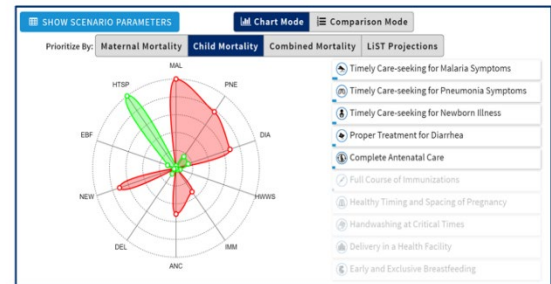 SHOW SCENARIO PARAMETERS
Chart Mode
Comparison Mode
Prioritize By: Maternal Mortality Child Mortality Combined Mortality LiST Projections
MAL
PNE
DIA
HWWS
IMM
ANC
DEL
NEW
EBF
HTSP
Timely Care-seeking for Malaria Symptoms
Timely Care-seeking for Pneumonia Symptoms
Timely Care-seeking for Newborn Illness
Proper Treatment for Diarrhea
Complete Antenatal Care
Full Course of Immunizations
Healthy Timing and Spacing of Pregnancy
Handwashing at Critical Times
Delivery in a Health Facility
Early and Exclusive Breastfeeding